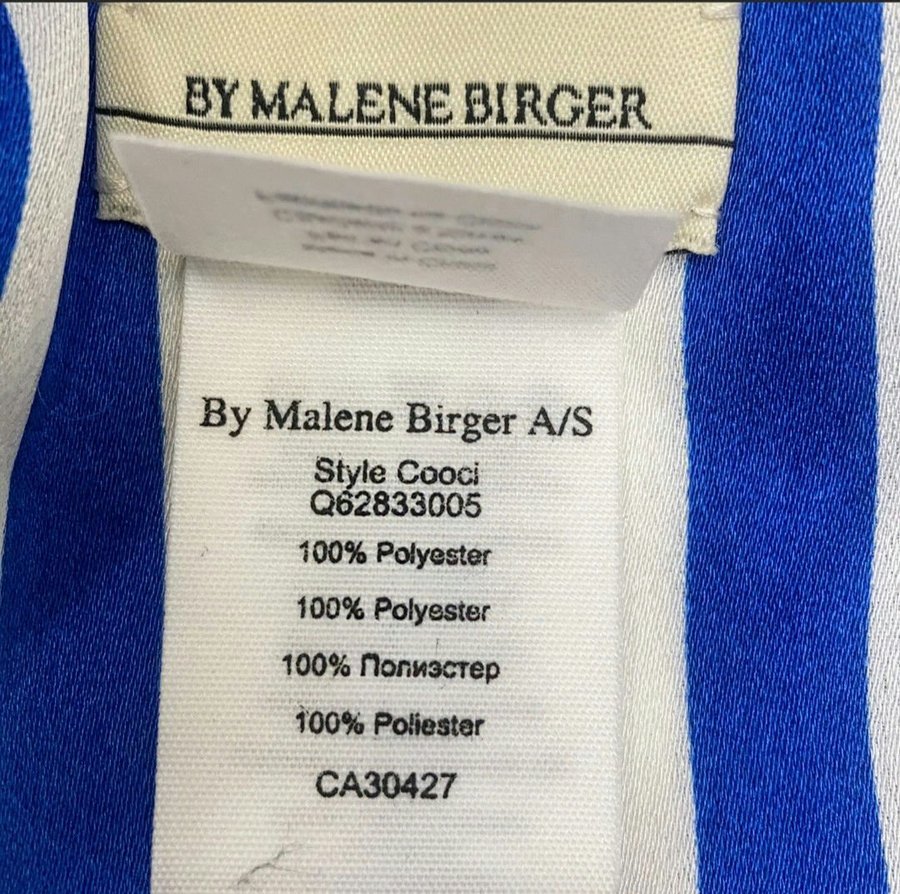 BY MALENE BIRGER
By Malene Birger A/S
Style Cooci
Q62833005
100% Polyester
100% Polyester
100% Полиэстер
100% Poliester
CA30427